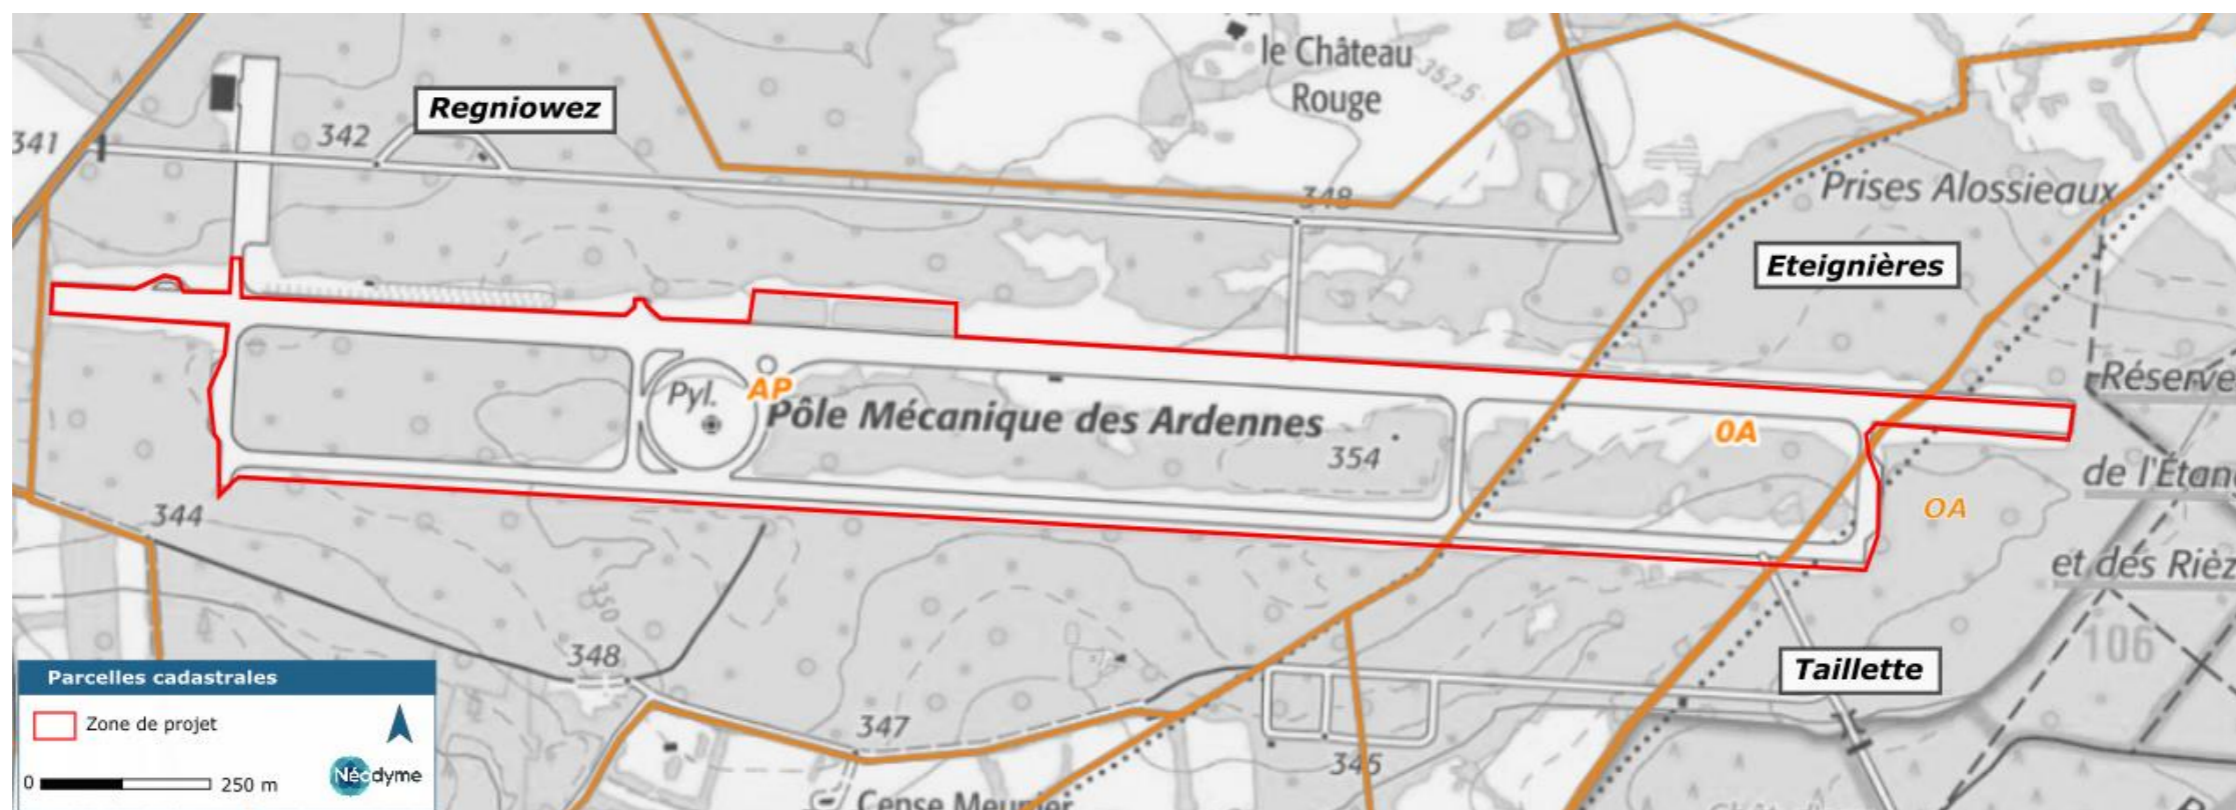 le Château
Rouge
352,5
Regniowez
341
342
348
Prises Alossieaux
Eteignières
Réserve
Pyl.
AP
Pôle Mécanique des Ardennes
0A
354
de l'Étan
OA
344
et des Rièz
350
348
106
Taillette
347
345
Parcelles cadastrales
Zone de projet
0
250 m
Néodyme
Cense Meunier